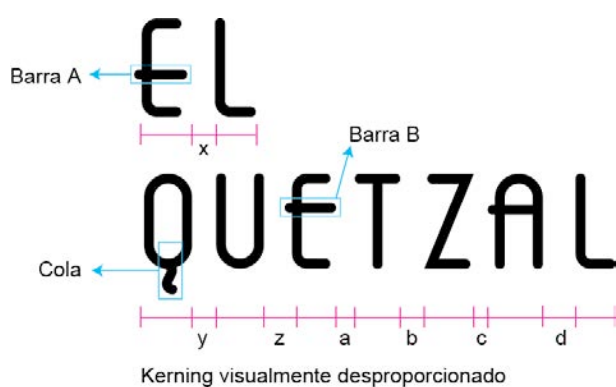 EL
Barra A
x
Barra B
QUETZAL
Cola
y z a b c d
Kerning visualmente desproporcionado